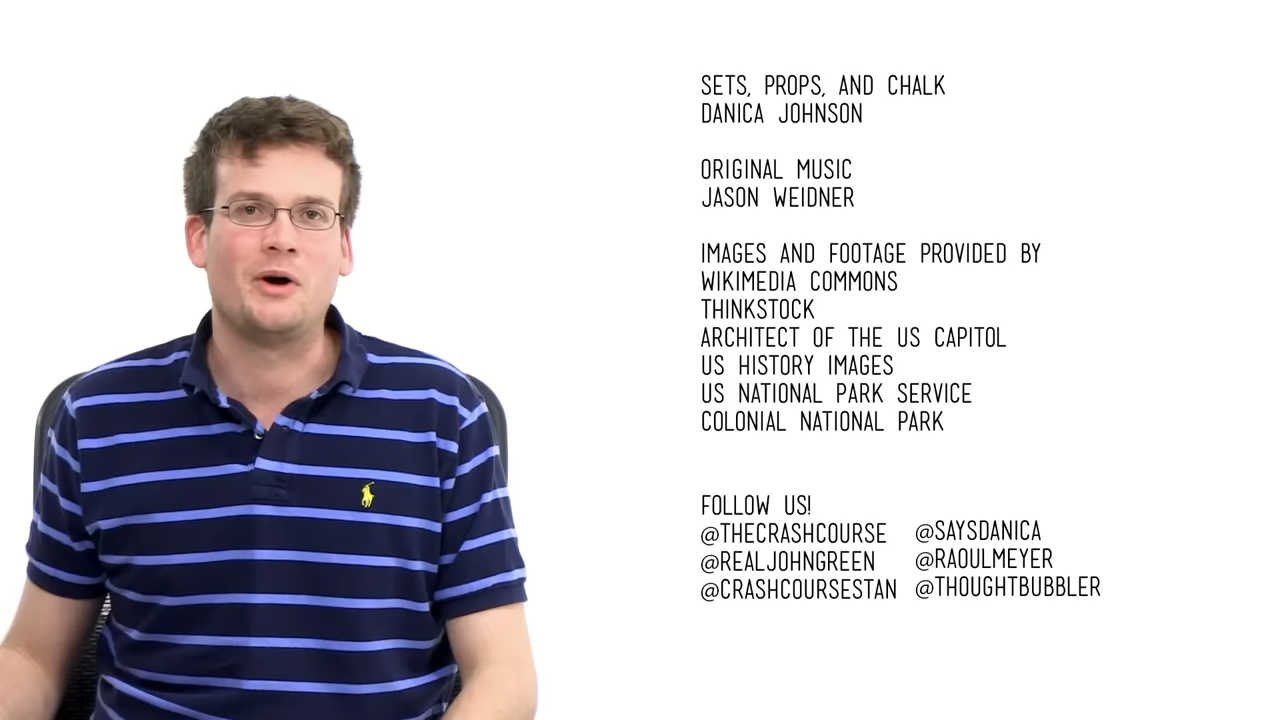 SETS, PROPS, AND CHALK
DANICA JOHNSON
ORIGINAL MUSIC
JASON WEIDNER
IMAGES AND FOOTAGE PROVIDED BY
WIKIMEDIA COMMONS
THINKSTOCK
ARCHITECT OF THE US CAPITOL
US HISTORY IMAGES
US NATIONAL PARK SERVICE
COLONIAL NATIONAL PARK
FOLLOW US!
@THECRASHCOURSE @SAYSDANICA
@REALJOHNGREEN @RAOULMEYER
@CRASHCOURSESTAN @THOUGHTBUBBLER